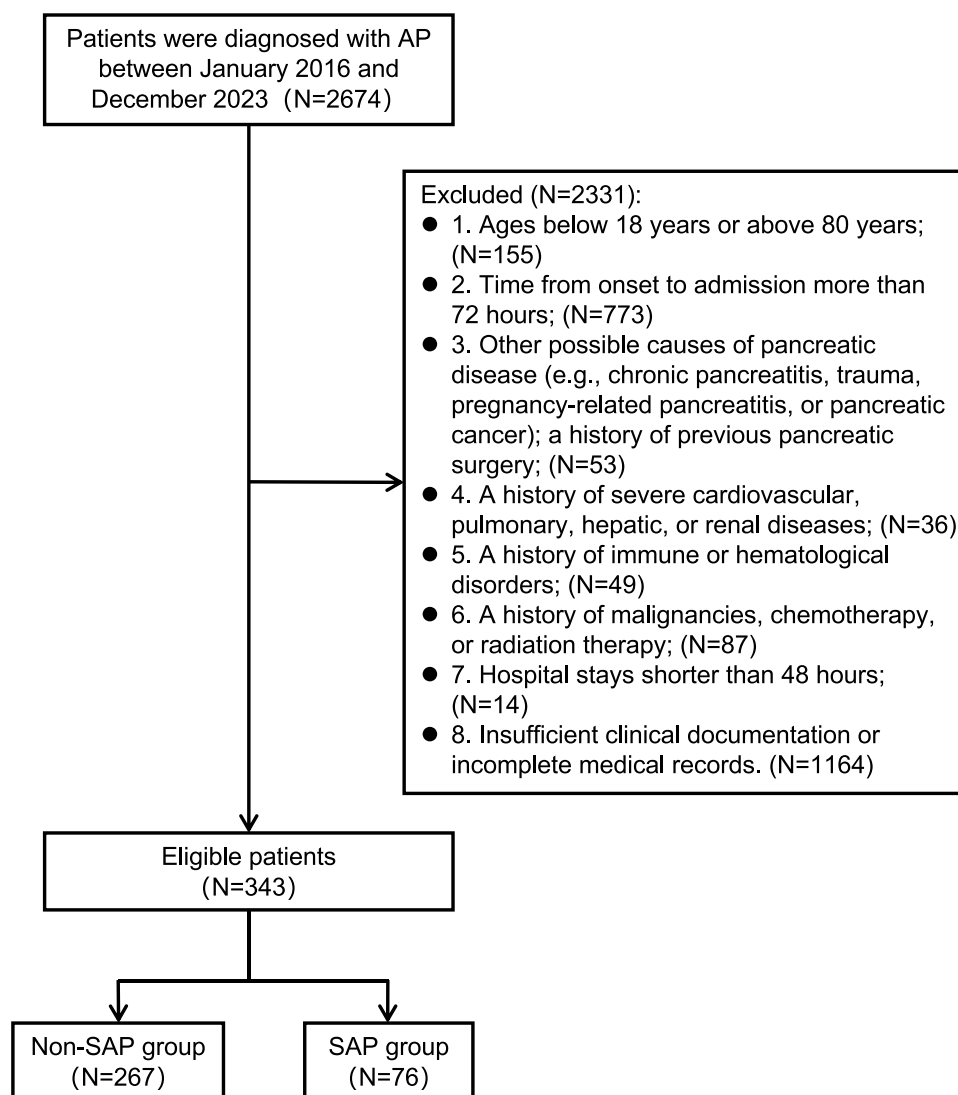 Patients were diagnosed with AP
between January 2016 and
December 2023 (N=2674)
Excluded (N=2331):
● 1. Ages below 18 years or above 80 years;
(N=155)
● 2. Time from onset to admission more than
72 hours; (N=773)
● 3. Other possible causes of pancreatic
disease (e.g., chronic pancreatitis, trauma,
pregnancy-related pancreatitis, or pancreatic
cancer); a history of previous pancreatic
surgery; (N=53)
● 4. A history of severe cardiovascular,
pulmonary, hepatic, or renal diseases; (N=36)
● 5. A history of immune or hematological
disorders; (N=49)
● 6. A history of malignancies, chemotherapy,
or radiation therapy; (N=87)
● 7. Hospital stays shorter than 48 hours;
(N=14)
● 8. Insufficient clinical documentation or
incomplete medical records. (N=1164)
Eligible patients
(N=343)
Non-SAP group
(N=267)
SAP group
(N=76)